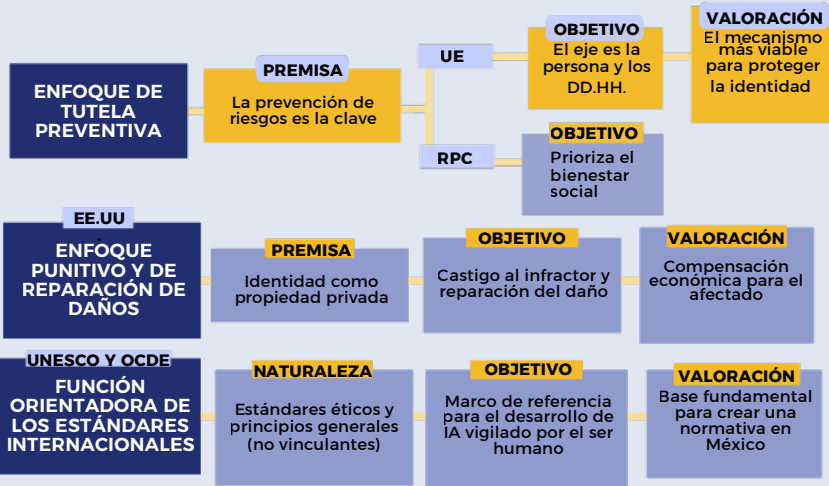 ENFOQUE DE
TUTELA
PREVENTIVA
PREMISA
La prevención de
riesgos es la clave
UE
OBJETIVO
El eje es la
persona y los
DD.HH.
VALORACIÓN
El mecanismo
más viable
para proteger
la identidad
RPC
OBJETIVO
Prioriza el
bienestar
social
EE.UU
ENFOQUE
PUNITIVO Y DE
REPARACIÓN DE
DAÑOS
PREMISA
Identidad como
propiedad privada
OBJETIVO
Castigo al infractor y
reparación del daño
VALORACIÓN
Compensación
económica para el
afectado
UNESCO Y OCDE
FUNCIÓN
ORIENTADORA DE
LOS ESTÁNDARES
INTERNACIONALES
NATURALEZA
Estándares éticos y
principios generales
(no vinculantes)
OBJETIVO
Marco de referencia
para el desarrollo de
IA vigilado por el ser
humano
VALORACIÓN
Base fundamental
para crear una
normativa en
México